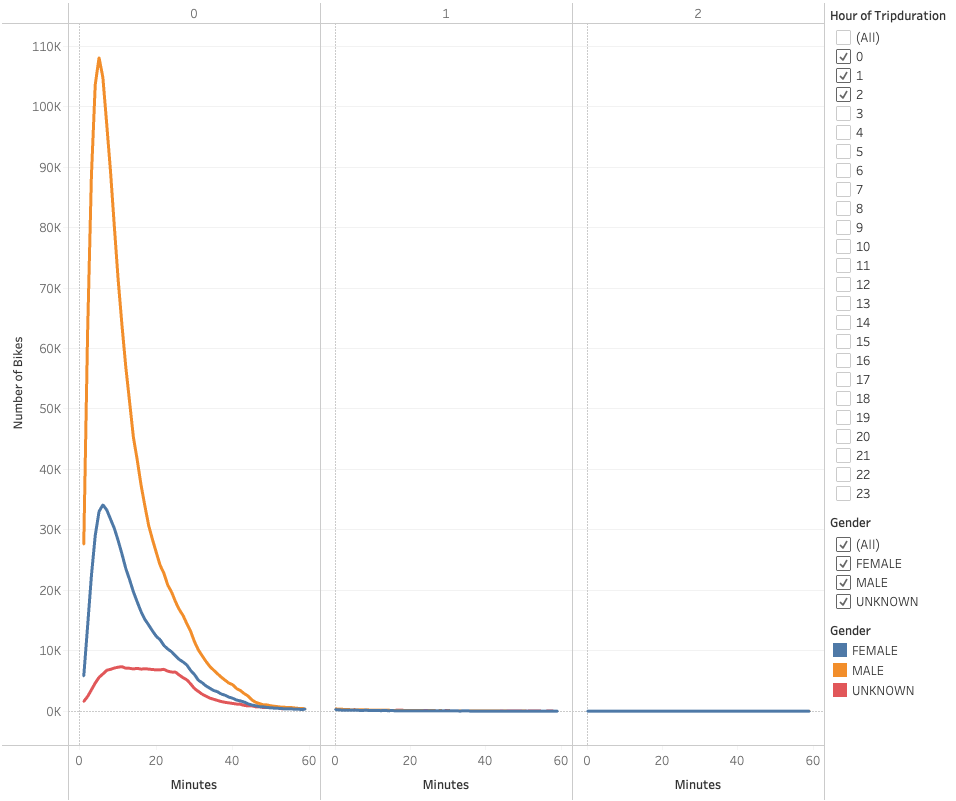 0 1 2
110K
100K
90K
80K
70K
60K
50K
40K
30K
20K
10K
0K
Number of Bikes
0 20 40 60 0 20 40 60 0 20 40 60
Minutes Minutes Minutes
Hour of Tripduration
(All)
0
1
2
3
4
5
6
7
8
9
10
11
12
13
14
15
16
17
18
19
20
21
22
23
Gender
(All)
FEMALE
MALE
UNKNOWN
Gender
FEMALE
MALE
UNKNOWN